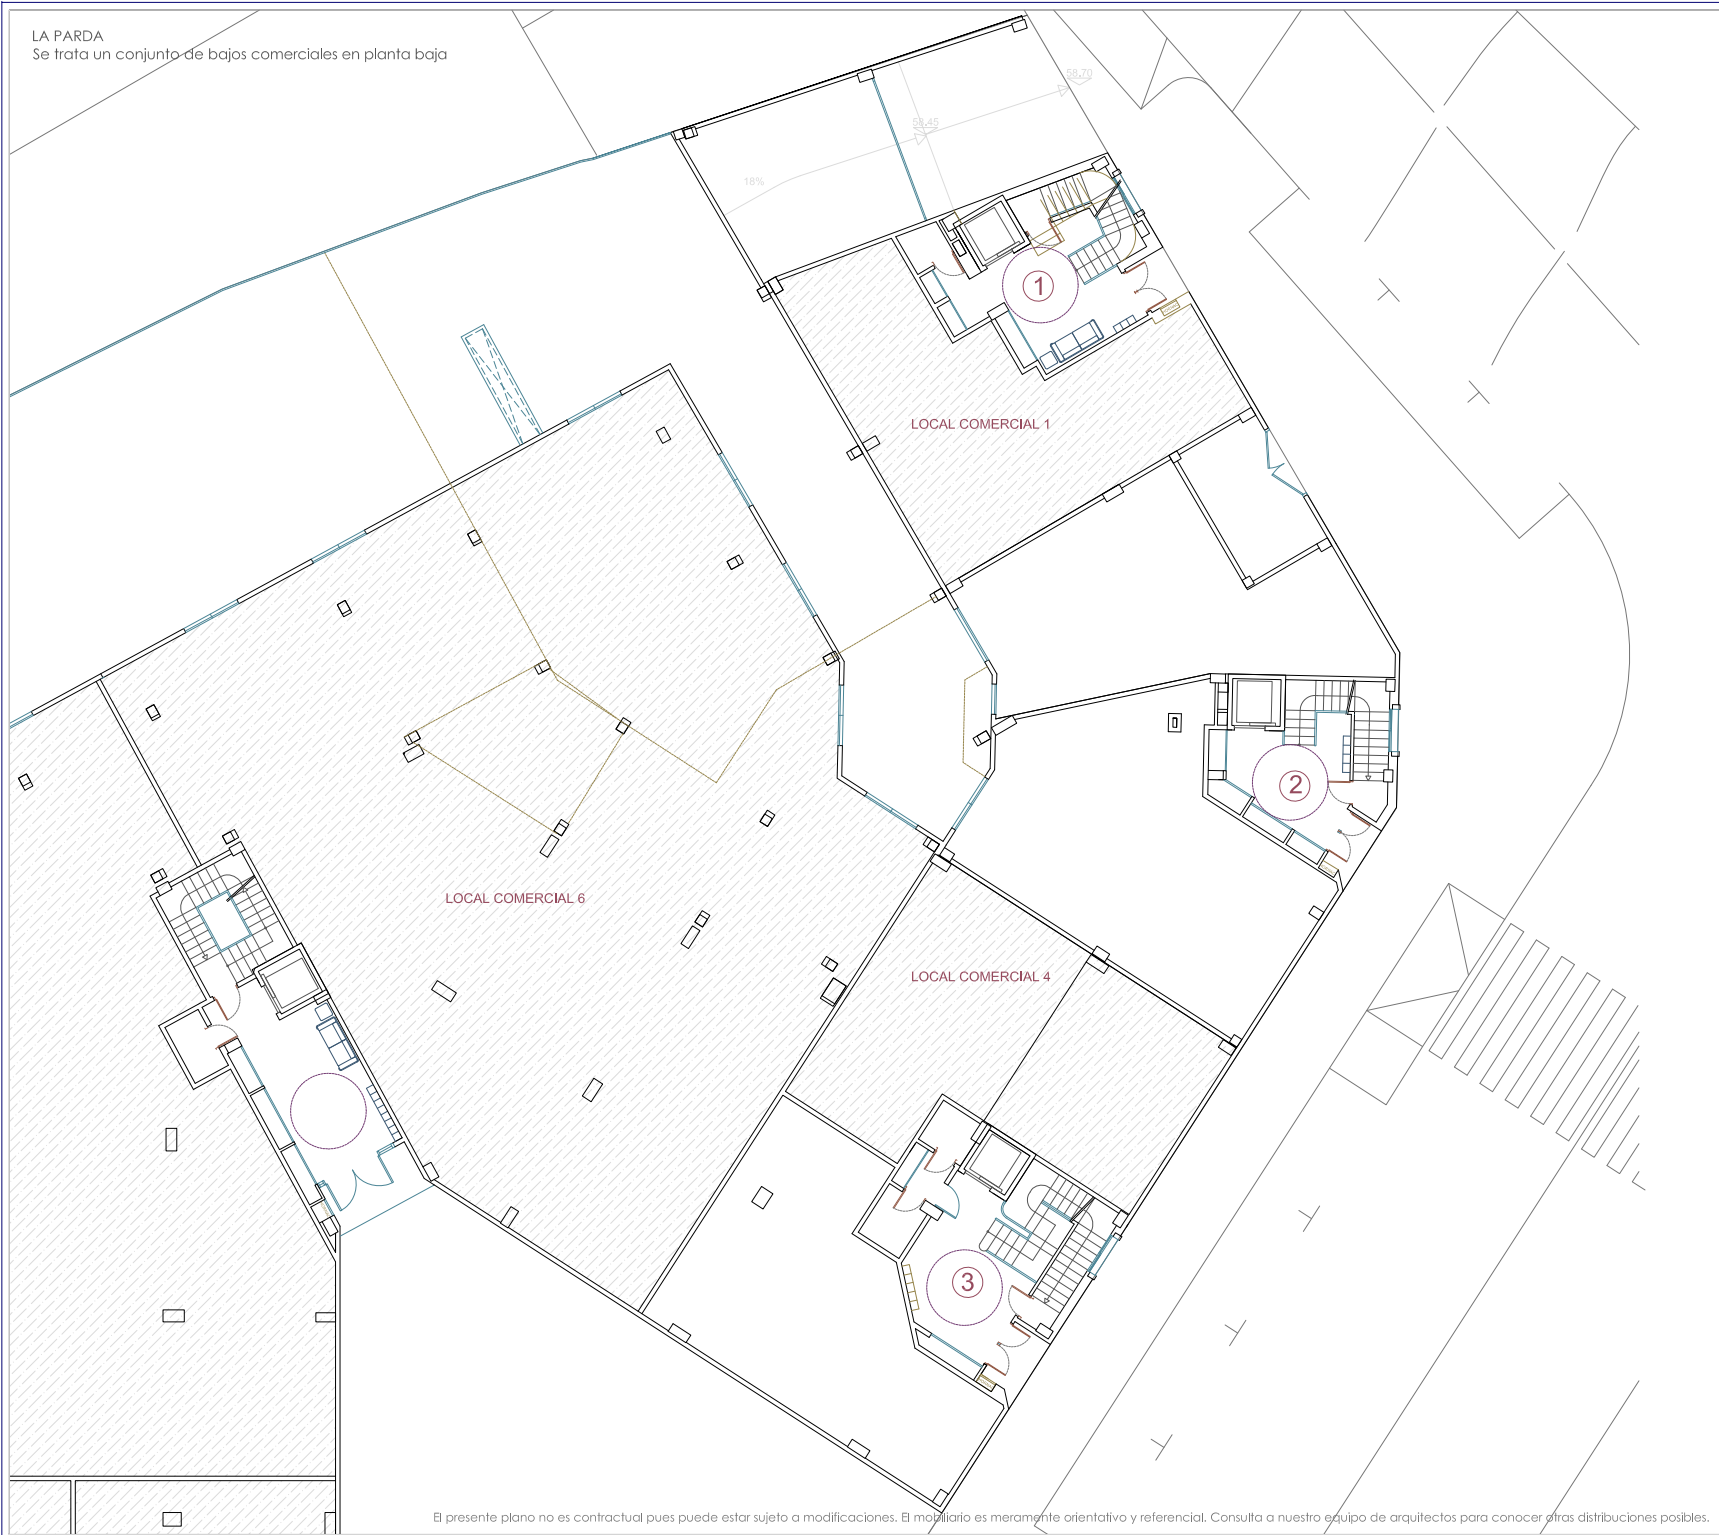 LA PARDA
Se trata un conjunto de bajos comerciales en planta baja
58,70
58,45
18%
1
LOCAL COMERCIAL 1
2
LOCAL COMERCIAL 6
LOCAL COMERCIAL 4
3
El presente plano no es contractual pues puede estar sujeto a modificaciones. El mobiliario es meramente orientativo y referencial. Consulta a nuestro equipo de arquitectos para conocer otras distribuciones posibles.